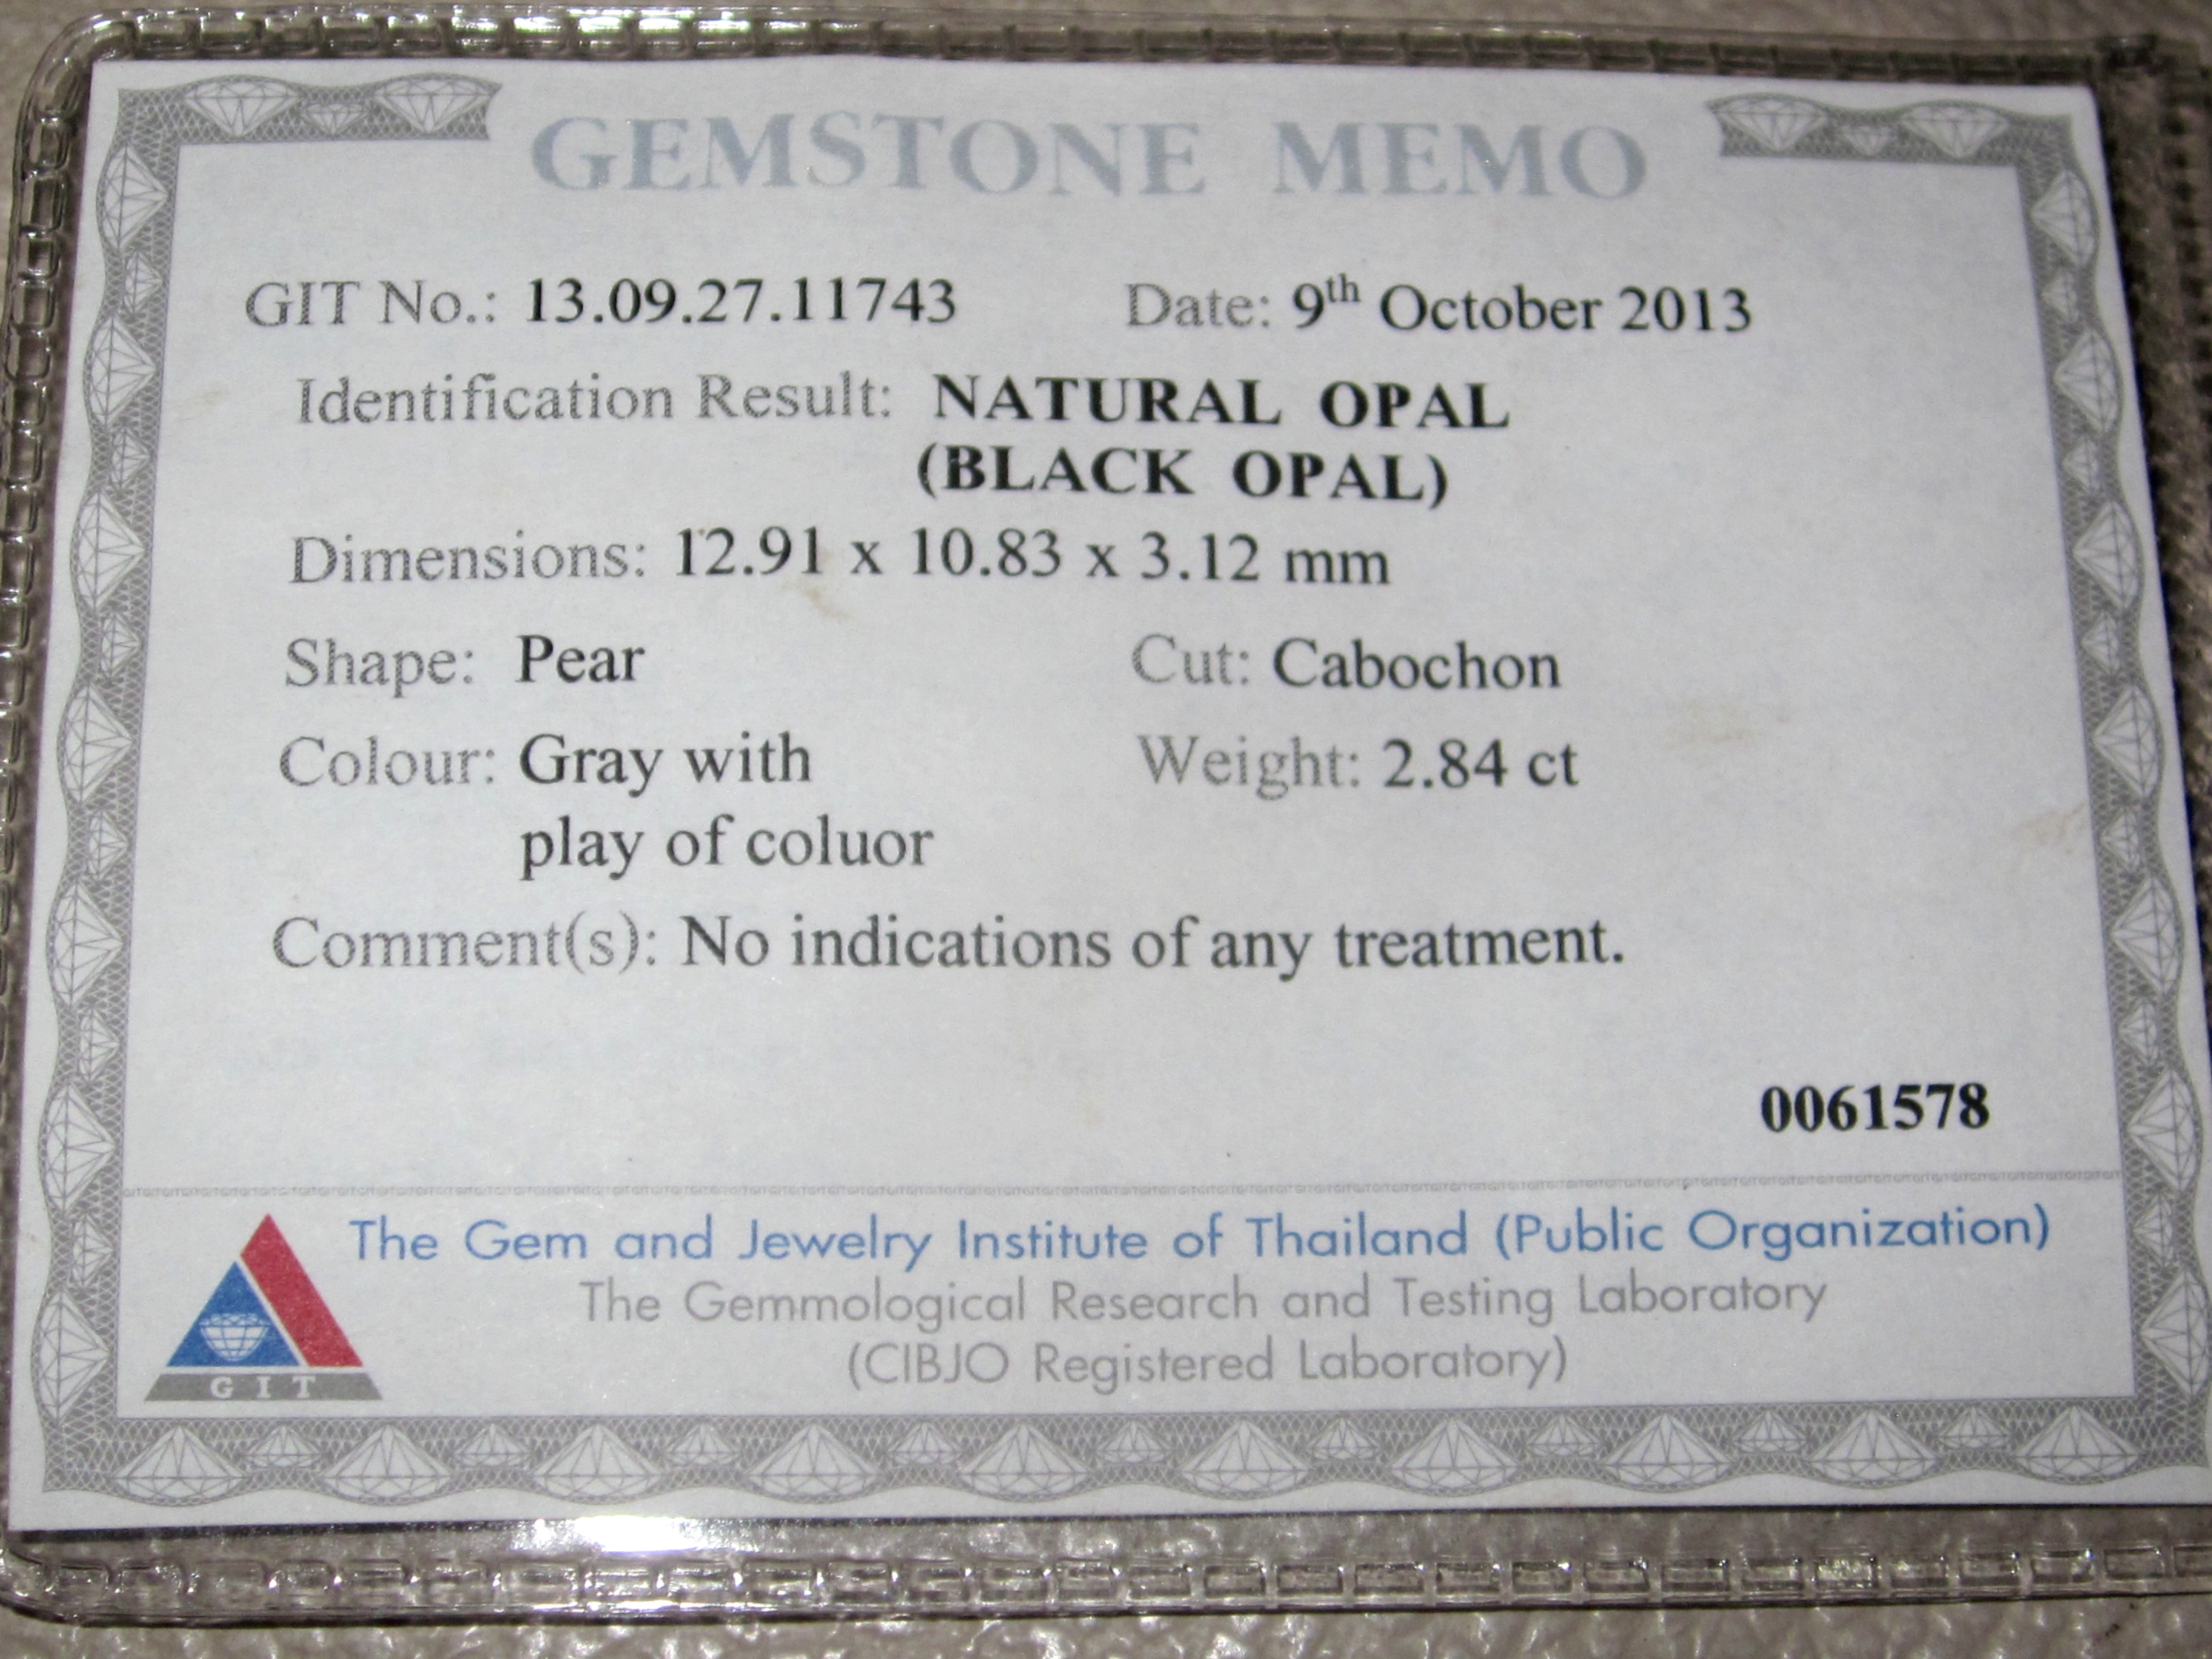 GEMSTONE MEMO
GIT No.: 13.09.27.11743 Date: 9th October 2013
Identification Result: NATURAL OPAL
(BLACK OPAL)
Dimensions: 12.91 x 10.83 x 3.12 mm
Shape: Pear Cut: Cabochon
Colour: Gray with Weight: 2.84 ct
play of coluor
Comment(s): No indications of any treatment.
0061578
The Gem and Jewelry Institute of Thailand (Public Organization)
The Gemmological Research and Testing Laboratory
(CIBJO Registered Laboratory)
GIT